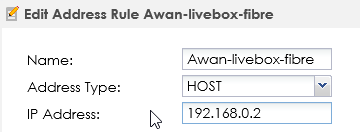 Edit Address Rule Awan-livebox-fibre
Name: Awan-livebox-fibre
Address Type: HOST
IP Address: 192.168.0.2